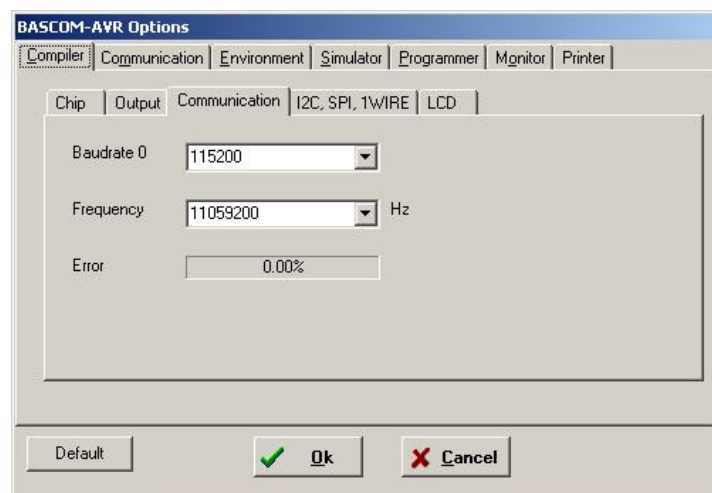 BASCOM-AVR Options
Compiler Communication Environment Simulator Programmer Monitor Printer
Chip Output Communication I2C, SPI, 1WIRE LCD
Baudrate 0 115200
Frequency 11059200 Hz
Error 0.00%
Default Ok Cancel